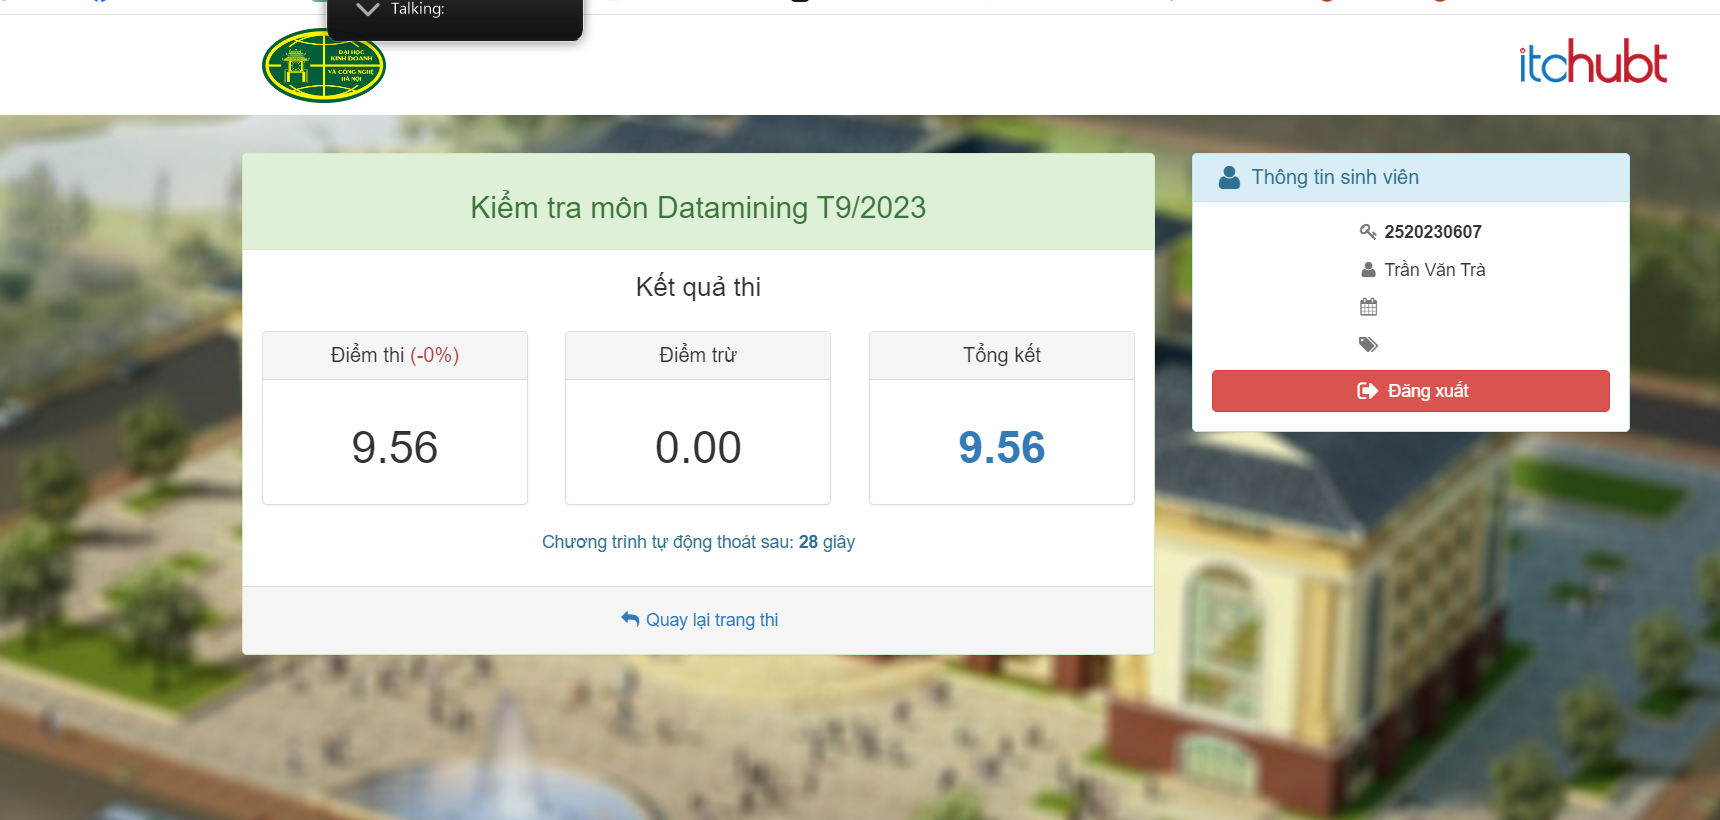 Talking:
ĐẠI HỌC
KINH DOANH
VÀ CÔNG NGHỆ
HÀ NỘI
itchubt
Kiểm tra môn Datamining T9/2023
Kết quả thi
Điểm thi (-0%)
9.56
Điểm trừ
0.00
Tổng kết
9.56
Chương trình tự động thoát sau: 28 giây
Quay lại trang thi
Thông tin sinh viên
2520230607
Trần Văn Trà
Đăng xuất